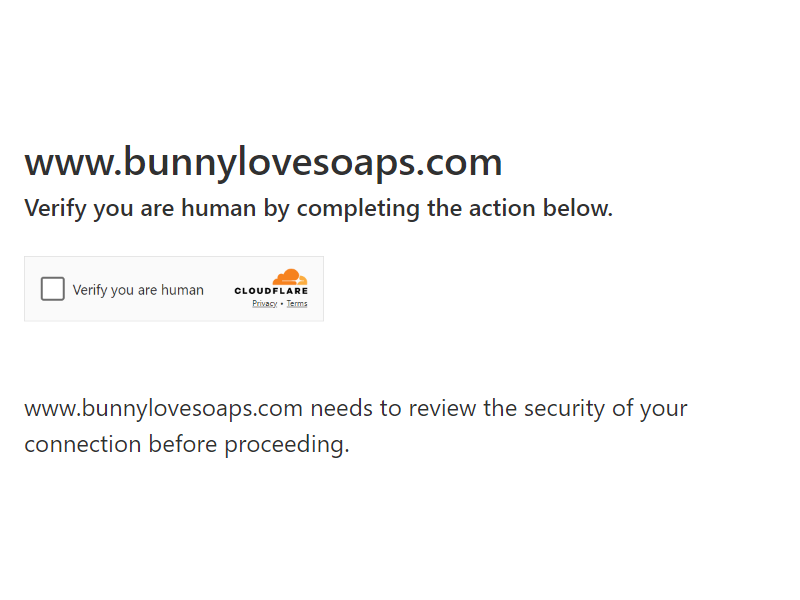 www.bunnylovesoaps.com
Verify you are human by completing the action below.
Verify you are human
CLOUDFLARE
Privacy • Terms
www.bunnylovesoaps.com needs to review the security of your
connection before proceeding.